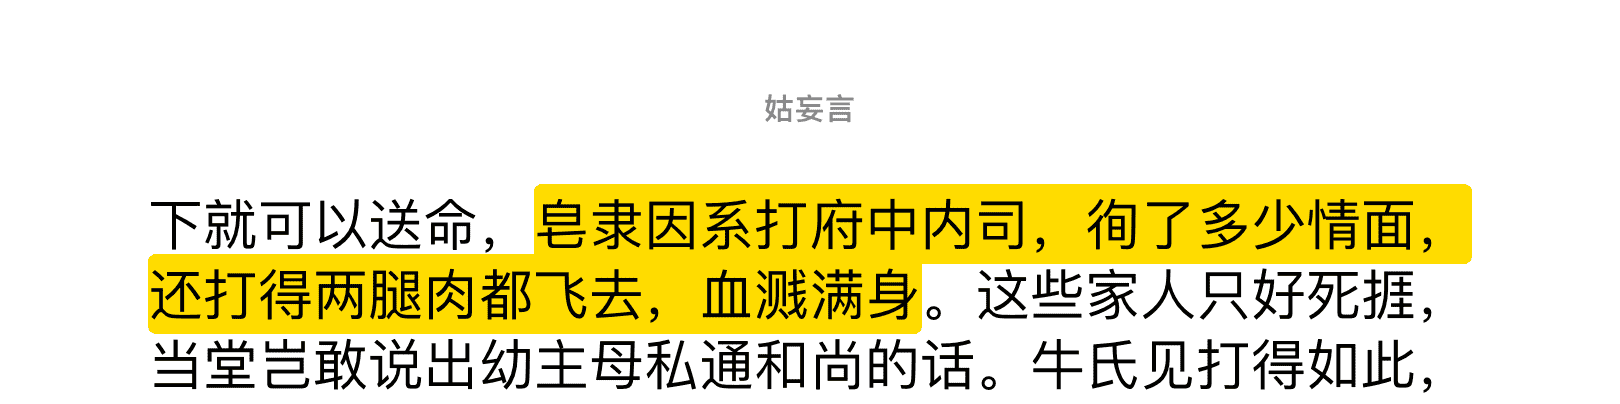 姑妄言
下就可以送命，皂隶因系打府中内司，徇了多少情面，
还打得两腿肉都飞去，血溅满身。这些家人只好死捱，
当堂岂敢说出幼主母私通和尚的话。牛氏见打得如此，